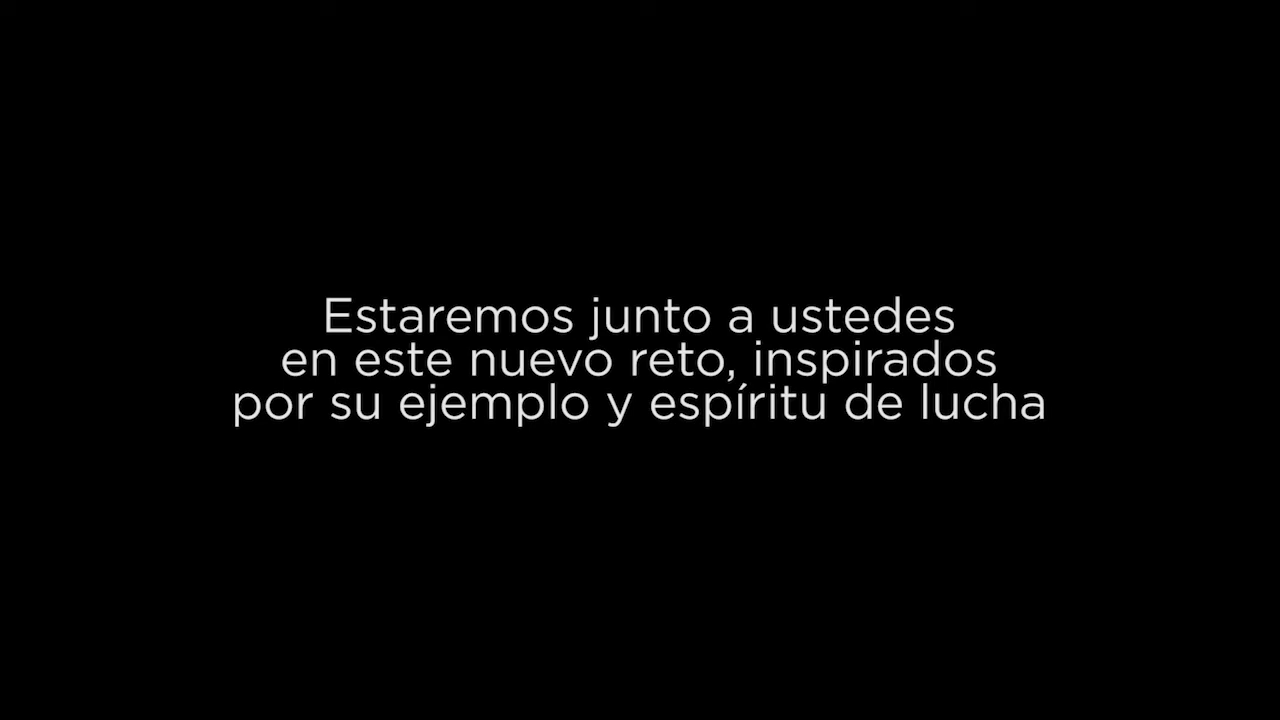 Estaremos junto a ustedes
en este nuevo reto, inspirados
por su ejemplo y espíritu de lucha